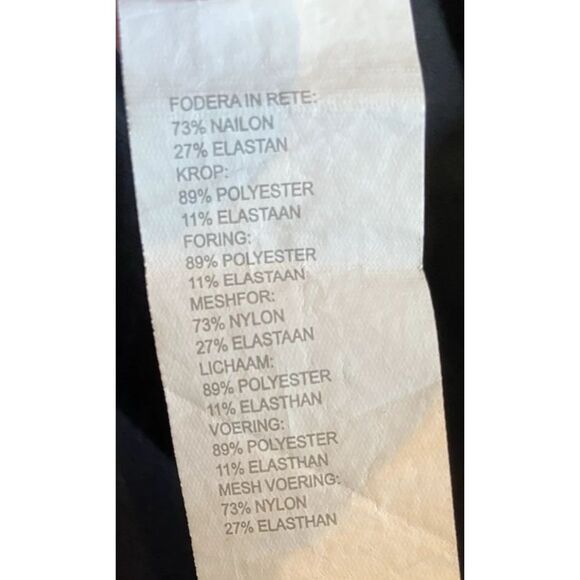 FODERA IN RETE:
73% NAILON
27% ELASTAN
KROP:
89% POLYESTER
11% ELASTAAN
FORING:
89% POLYESTER
11% ELASTAAN
MESHFOR:
73% NYLON
27% ELASTAAN
LICHAAM:
89% POLYESTER
11% ELASTHAN
VOERING:
89% POLYESTER
11% ELASTHAN
MESH VOERING:
73% NYLON
27% ELASTHAN